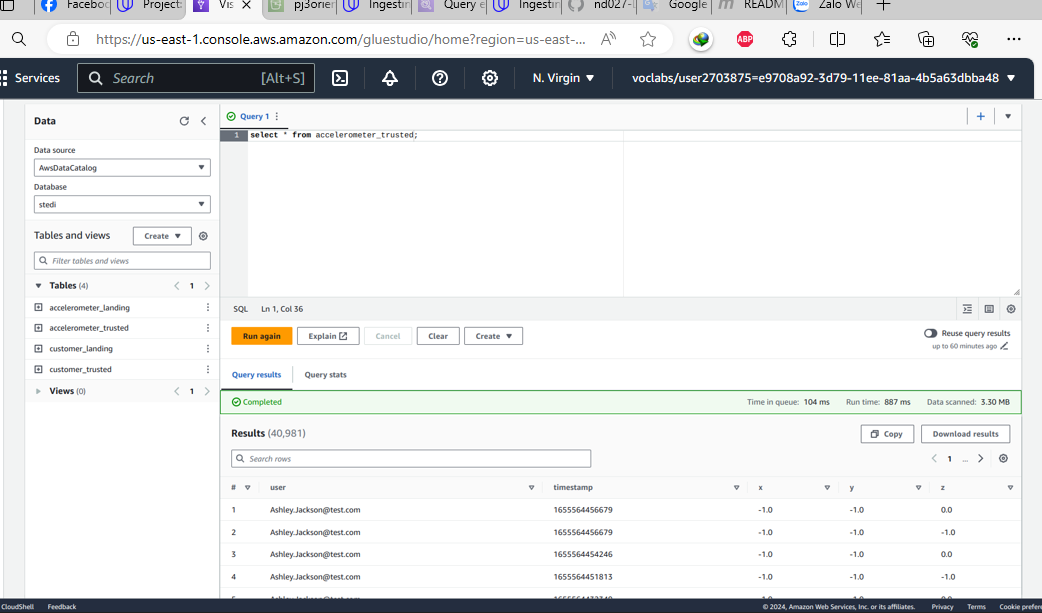 Faceboo
Project
Vis
pj3orier
Ingestin
Query e
Ingestin
nd027-
Google
READM
Zalo
Zalo We
https://us-east-1.console.aws.amazon.com/gluestudio/home?region=us-east-...
ABP
Services
Search
[Alt+S]
N. Virgin
voclabs/user2703875=e9708a92-3d79-11ee-81aa-4b5a63dbba48
Data
Query 1
1 select * from accelerometer_trusted;
Data source
AwsDataCatalog
Database
stedi
Tables and views
Create
Filter tables and views
Tables (4)
1
accelerometer_landing
accelerometer_trusted
customer_landing
customer_trusted
Views (0)
1
SQL Ln 1, Col 36
Run again
Explain
Cancel
Clear
Create
Reuse query results
up to 60 minutes ago
Query results
Query stats
Completed
Time in queue: 104 ms Run time: 887 ms Data scanned: 3.30 MB
Results (40,981)
Copy
Download results
Search rows
1 ...
# user timestamp x y z
1 Ashley.Jackson@test.com 1655564456679 -1.0 -1.0 0.0
2 Ashley.Jackson@test.com 1655564456679 -1.0 -1.0 -1.0
3 Ashley.Jackson@test.com 1655564454246 -1.0 -1.0 0.0
4 Ashley.Jackson@test.com 1655564451813 -1.0 -1.0 -1.0
CloudShell Feedback © 2024, Amazon Web Services, Inc. or its affiliates. Privacy Terms Cookie prefere